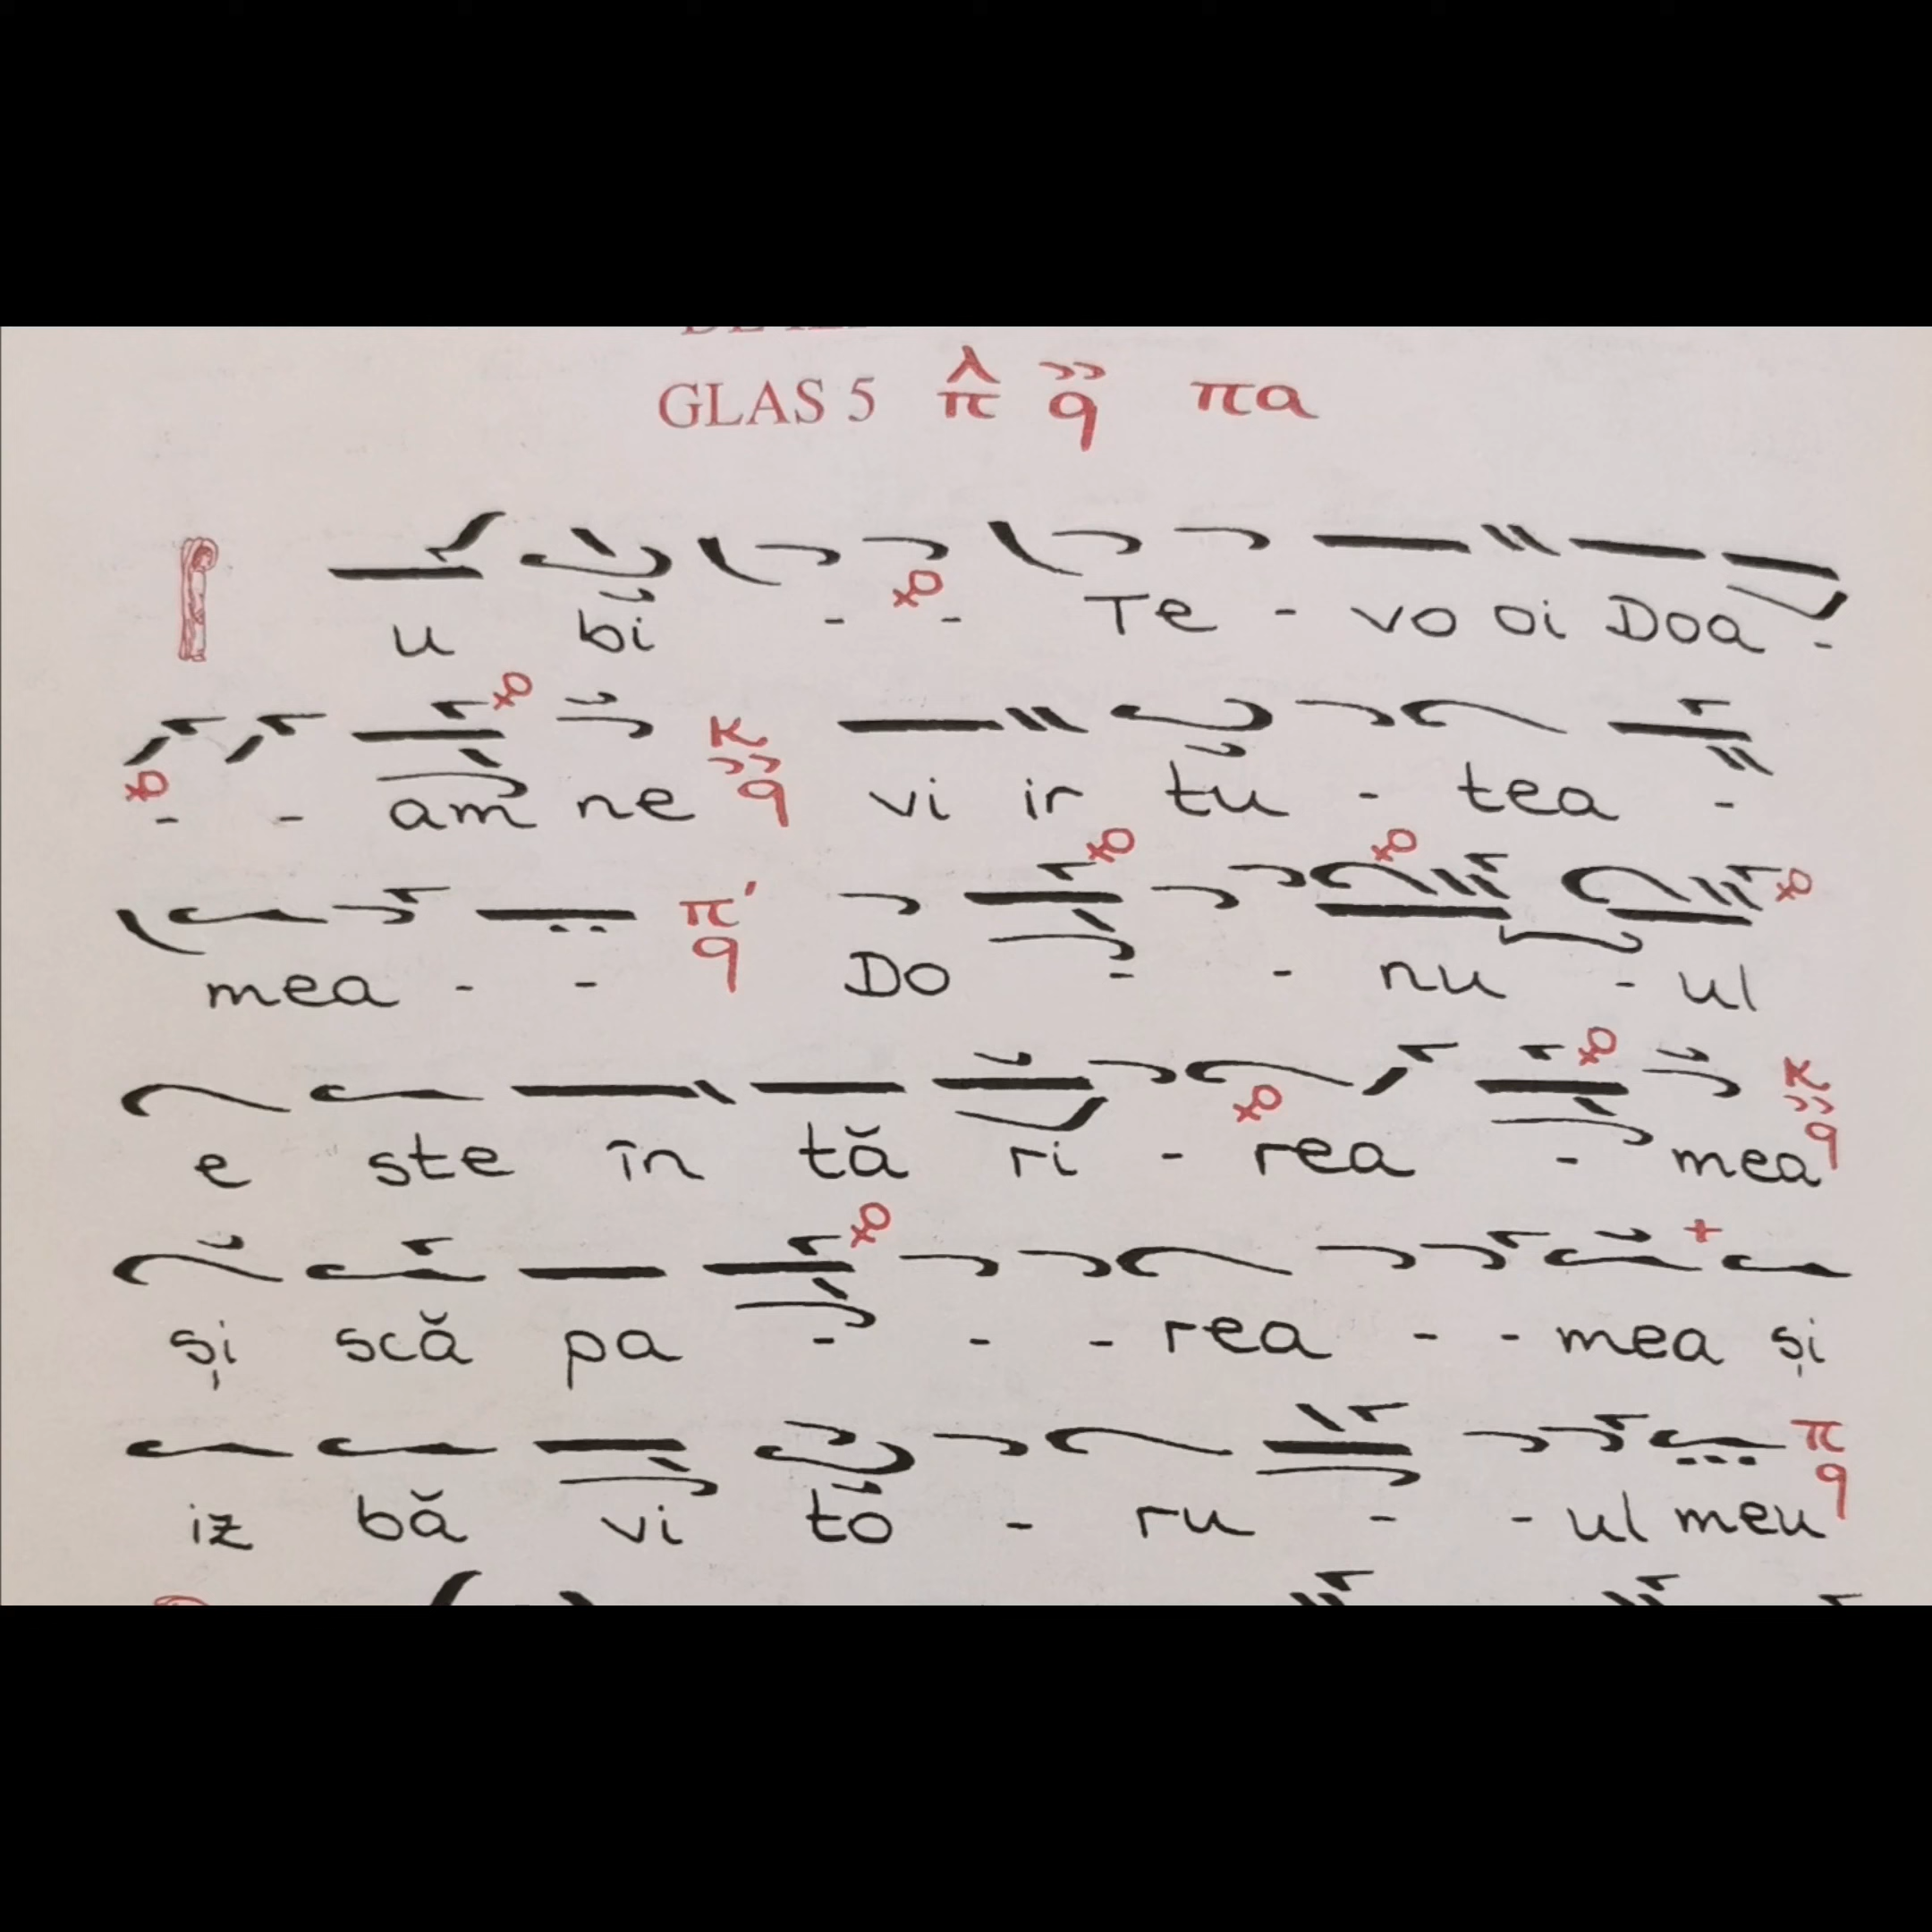 GLAS 5 λ π q πα
I u bi - - Te - vo oi Doa -
- - am ne κ q vi ir tu - tea -
mea - - π' q Do - - nu - ul
e ste în tă ri - rea - mea κ q
și scă pa - - - rea - - mea și
iz bă vi to - ru - - ul meu π q